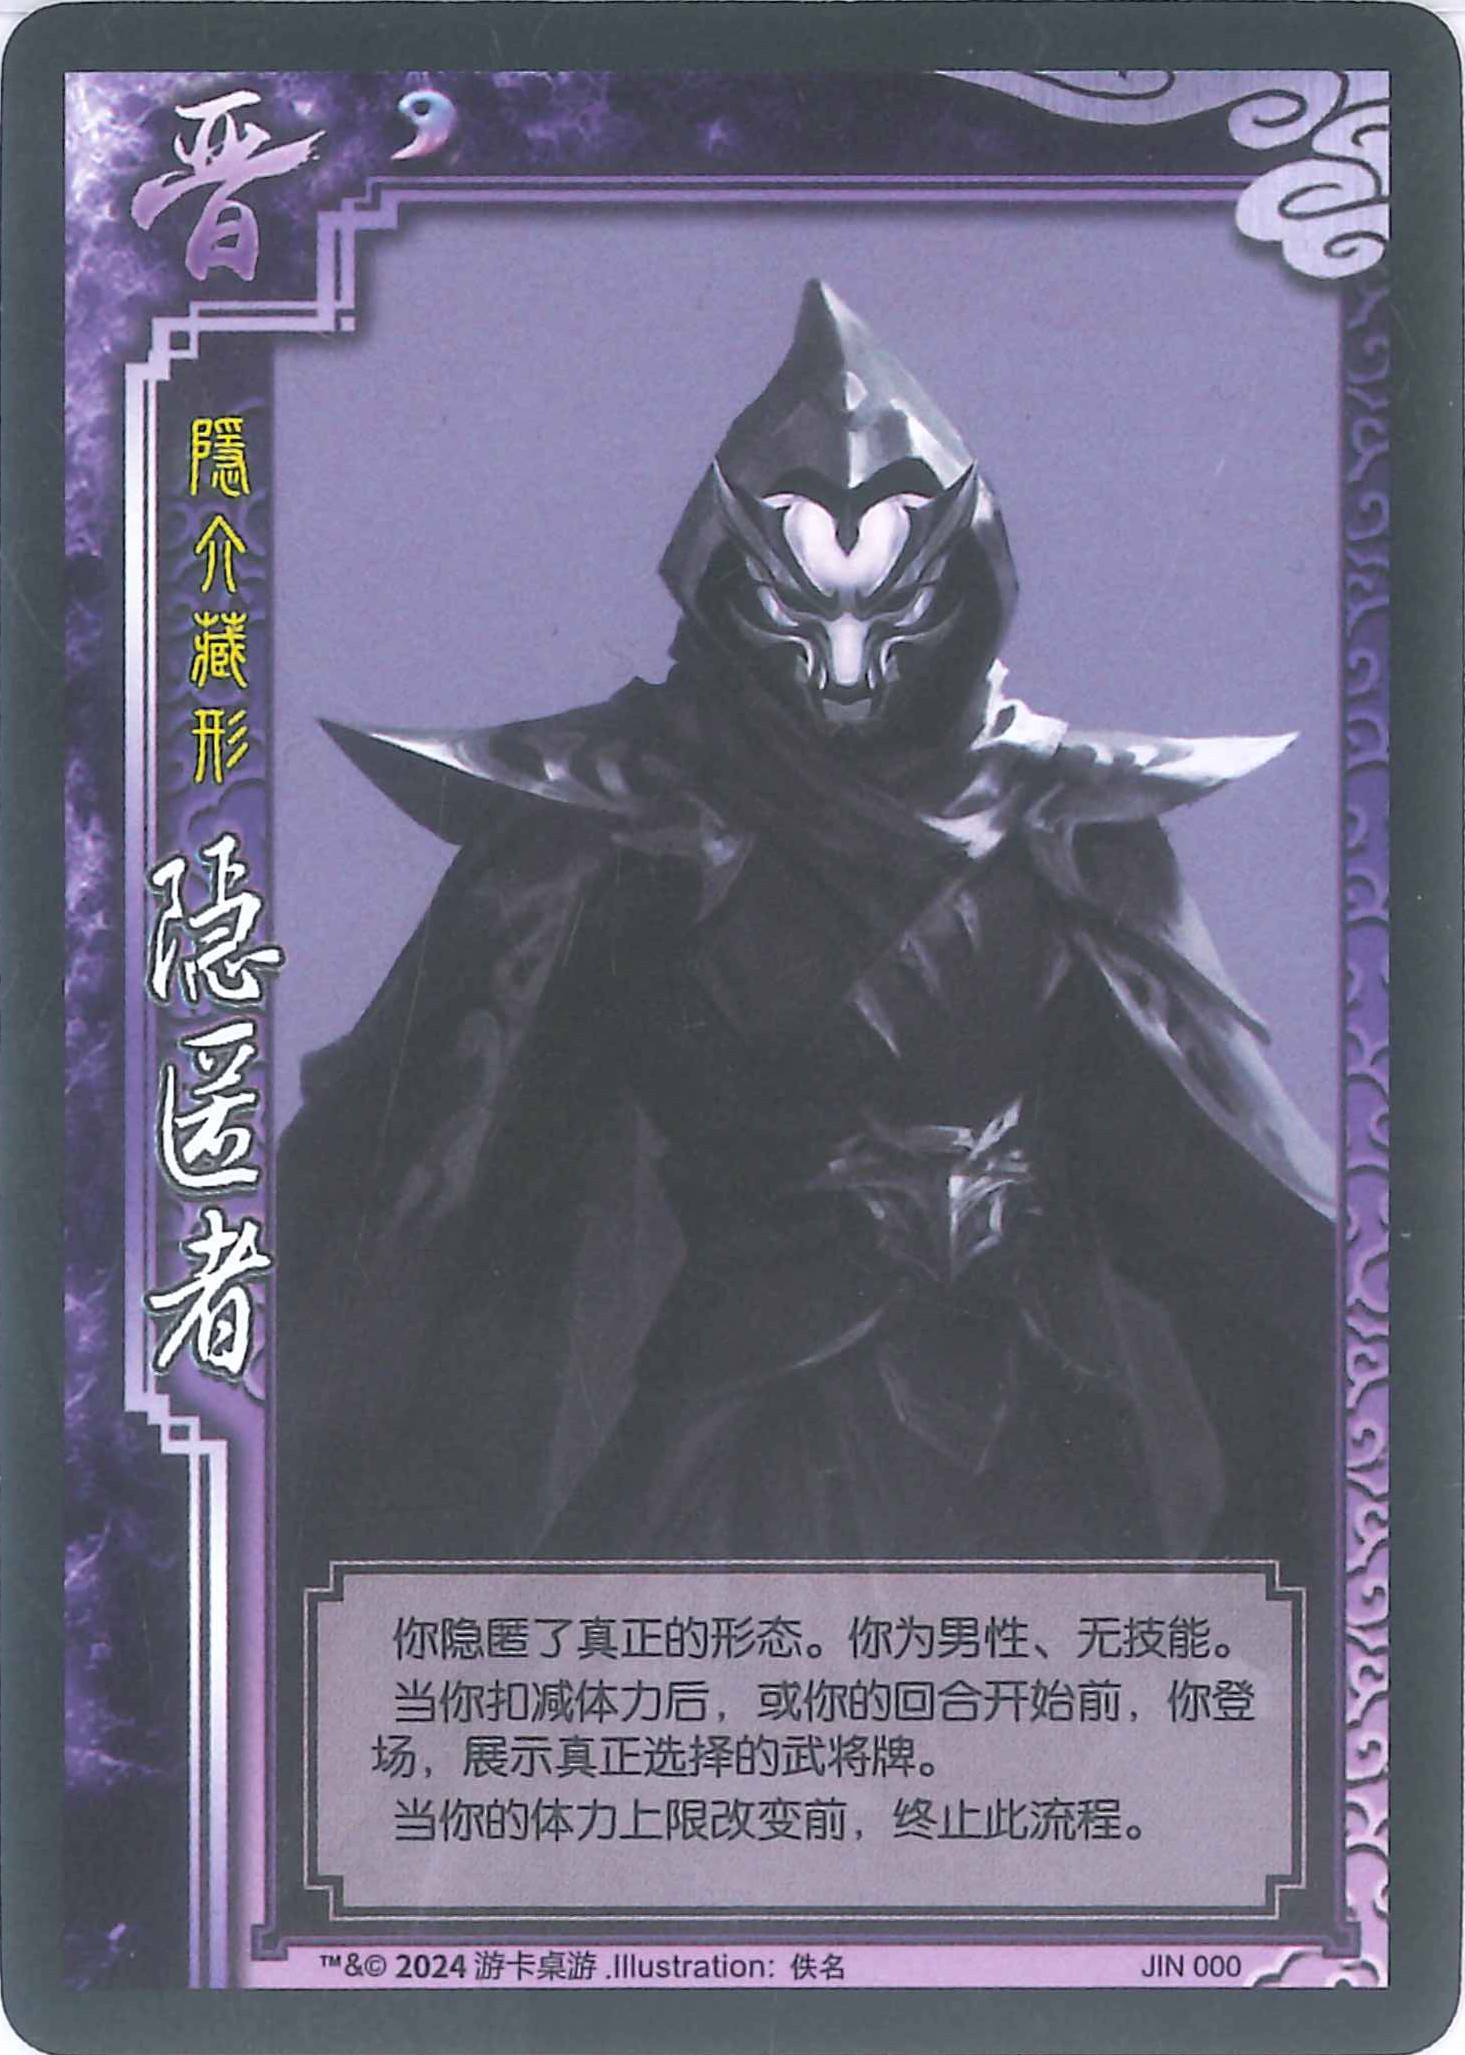 晋
隱介藏形
隐匿者
你隐匿了真正的形态。你为男性、无技能。
当你扣减体力后，或你的回合开始前，你登
场，展示真正选择的武将牌。
当你的体力上限改变前，终止此流程。
™&© 2024 游卡桌游 .Illustration: 佚名
JIN 000